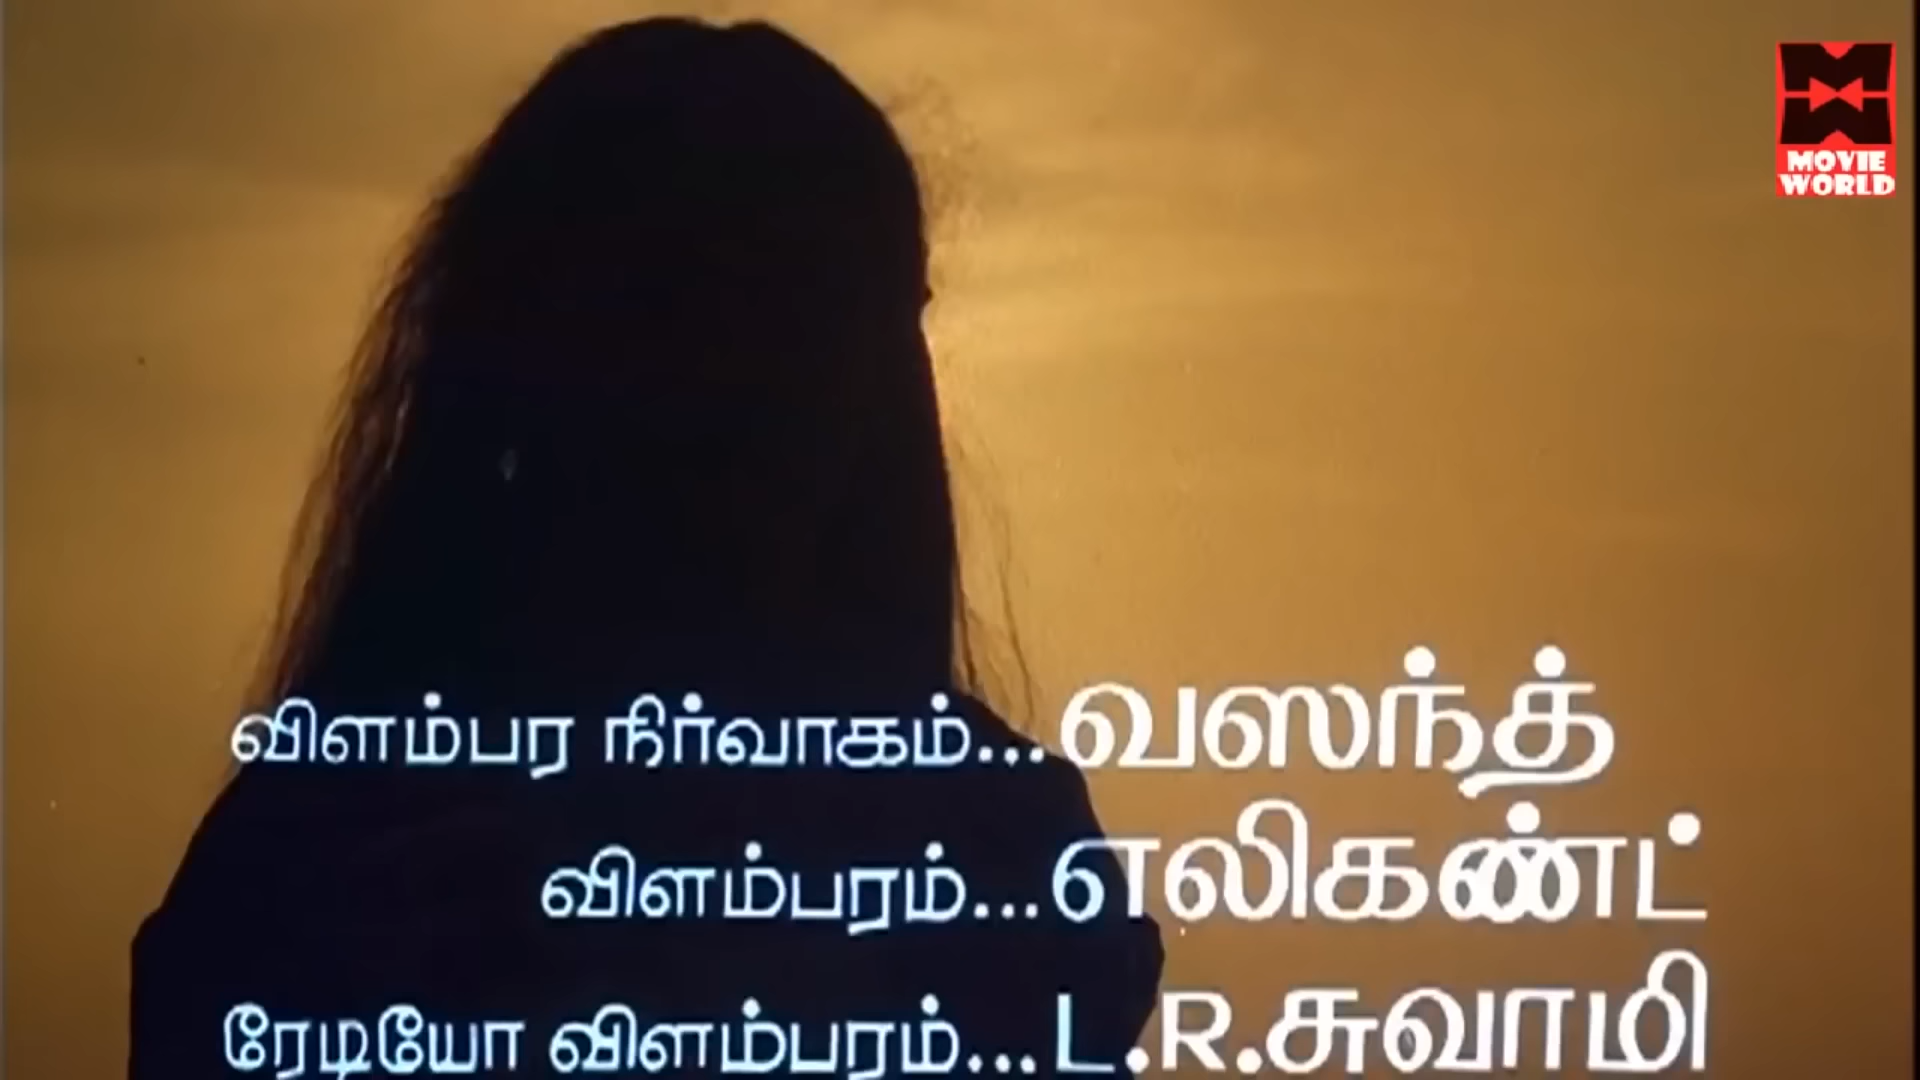 MOVIE
WORLD
விளம்பர நிர்வாகம்...வஸந்த்
விளம்பரம்...எலிகண்ட்
ரேடியோ விளம்பரம்...L.R.சுவாமி